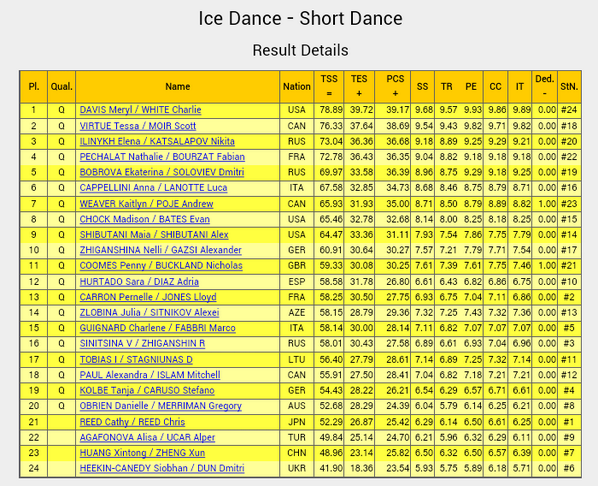 Ice Dance - Short Dance
Result Details
Pl. Qual. Name Nation TSS = TES + PCS + SS TR PE CC IT Ded. - StN.
1 Q DAVIS Meryl / WHITE Charlie USA 78.89 39.72 39.17 9.68 9.57 9.93 9.86 9.89 0.00 #24
2 Q VIRTUE Tessa / MOIR Scott CAN 76.33 37.64 38.69 9.54 9.43 9.82 9.71 9.82 0.00 #18
3 Q ILINYKH Elena / KATSALAPOV Nikita RUS 73.04 36.36 36.68 9.18 8.89 9.25 9.29 9.21 0.00 #20
4 Q PECHALAT Nathalie / BOURZAT Fabian FRA 72.78 36.43 36.35 9.04 8.82 9.18 9.18 9.18 0.00 #22
5 Q BOBROVA Ekaterina / SOLOVIEV Dmitri RUS 69.97 33.58 36.39 8.96 8.75 9.29 9.18 9.25 0.00 #19
6 Q CAPPELLINI Anna / LANOTTE Luca ITA 67.58 32.85 34.73 8.68 8.46 8.75 8.79 8.71 0.00 #16
7 Q WEAVER Kaitlyn / POJE Andrew CAN 65.93 31.93 35.00 8.71 8.50 8.79 8.89 8.82 1.00 #23
8 Q CHOCK Madison / BATES Evan USA 65.46 32.78 32.68 8.14 8.00 8.25 8.18 8.25 0.00 #15
9 Q SHIBUTANI Maia / SHIBUTANI Alex USA 64.47 33.36 31.11 7.93 7.54 7.86 7.75 7.79 0.00 #14
10 Q ZHIGANSHINA Nelli / GAZSI Alexander GER 60.91 30.64 30.27 7.57 7.21 7.79 7.71 7.54 0.00 #17
11 Q COOMES Penny / BUCKLAND Nicholas GBR 59.33 30.08 30.25 7.61 7.39 7.61 7.75 7.46 1.00 #21
12 Q HURTADO Sara / DIAZ Adria ESP 58.58 31.78 26.80 6.61 6.43 6.82 6.86 6.75 0.00 #10
13 Q CARRON Pernelle / JONES Lloyd FRA 58.25 30.50 27.75 6.93 6.75 7.04 7.11 6.86 0.00 #2
14 Q ZLOBINA Julia / SITNIKOV Alexei AZE 58.15 28.79 29.36 7.32 7.25 7.43 7.32 7.36 0.00 #13
15 Q GUIGNARD Charlene / FABBRI Marco ITA 58.14 30.00 28.14 7.11 6.82 7.07 7.07 7.07 0.00 #5
16 Q SINITSINA V / ZHIGANSHIN R RUS 58.01 30.43 27.58 6.89 6.61 6.93 7.04 6.96 0.00 #3
17 Q TOBIAS I / STAGNIUNAS D LTU 56.40 27.79 28.61 7.14 6.89 7.25 7.32 7.14 0.00 #11
18 Q PAUL Alexandra / ISLAM Mitchell CAN 55.91 27.50 28.41 7.04 6.82 7.18 7.21 7.21 0.00 #12
19 Q KOLBE Tanja / CARUSO Stefano GER 54.43 28.22 26.21 6.54 6.29 6.57 6.71 6.61 0.00 #4
20 Q OBRIEN Danielle / MERRIMAN Gregory AUS 52.68 28.29 24.39 6.04 5.79 6.14 6.25 6.21 0.00 #8
21 REED Cathy / REED Chris JPN 52.29 26.87 25.42 6.29 6.14 6.50 6.61 6.25 0.00 #1
22 AGAFONOVA Alisa / UCAR Alper TUR 49.84 25.14 24.70 6.21 5.96 6.32 6.29 6.11 0.00 #9
23 HUANG Xintong / ZHENG Xun CHN 48.96 23.14 25.82 6.50 6.32 6.50 6.57 6.39 0.00 #7
24 HEEKIN-CANEDY Siobhan / DUN Dmitri UKR 41.90 18.36 23.54 5.93 5.75 5.89 6.18 5.71 0.00 #6